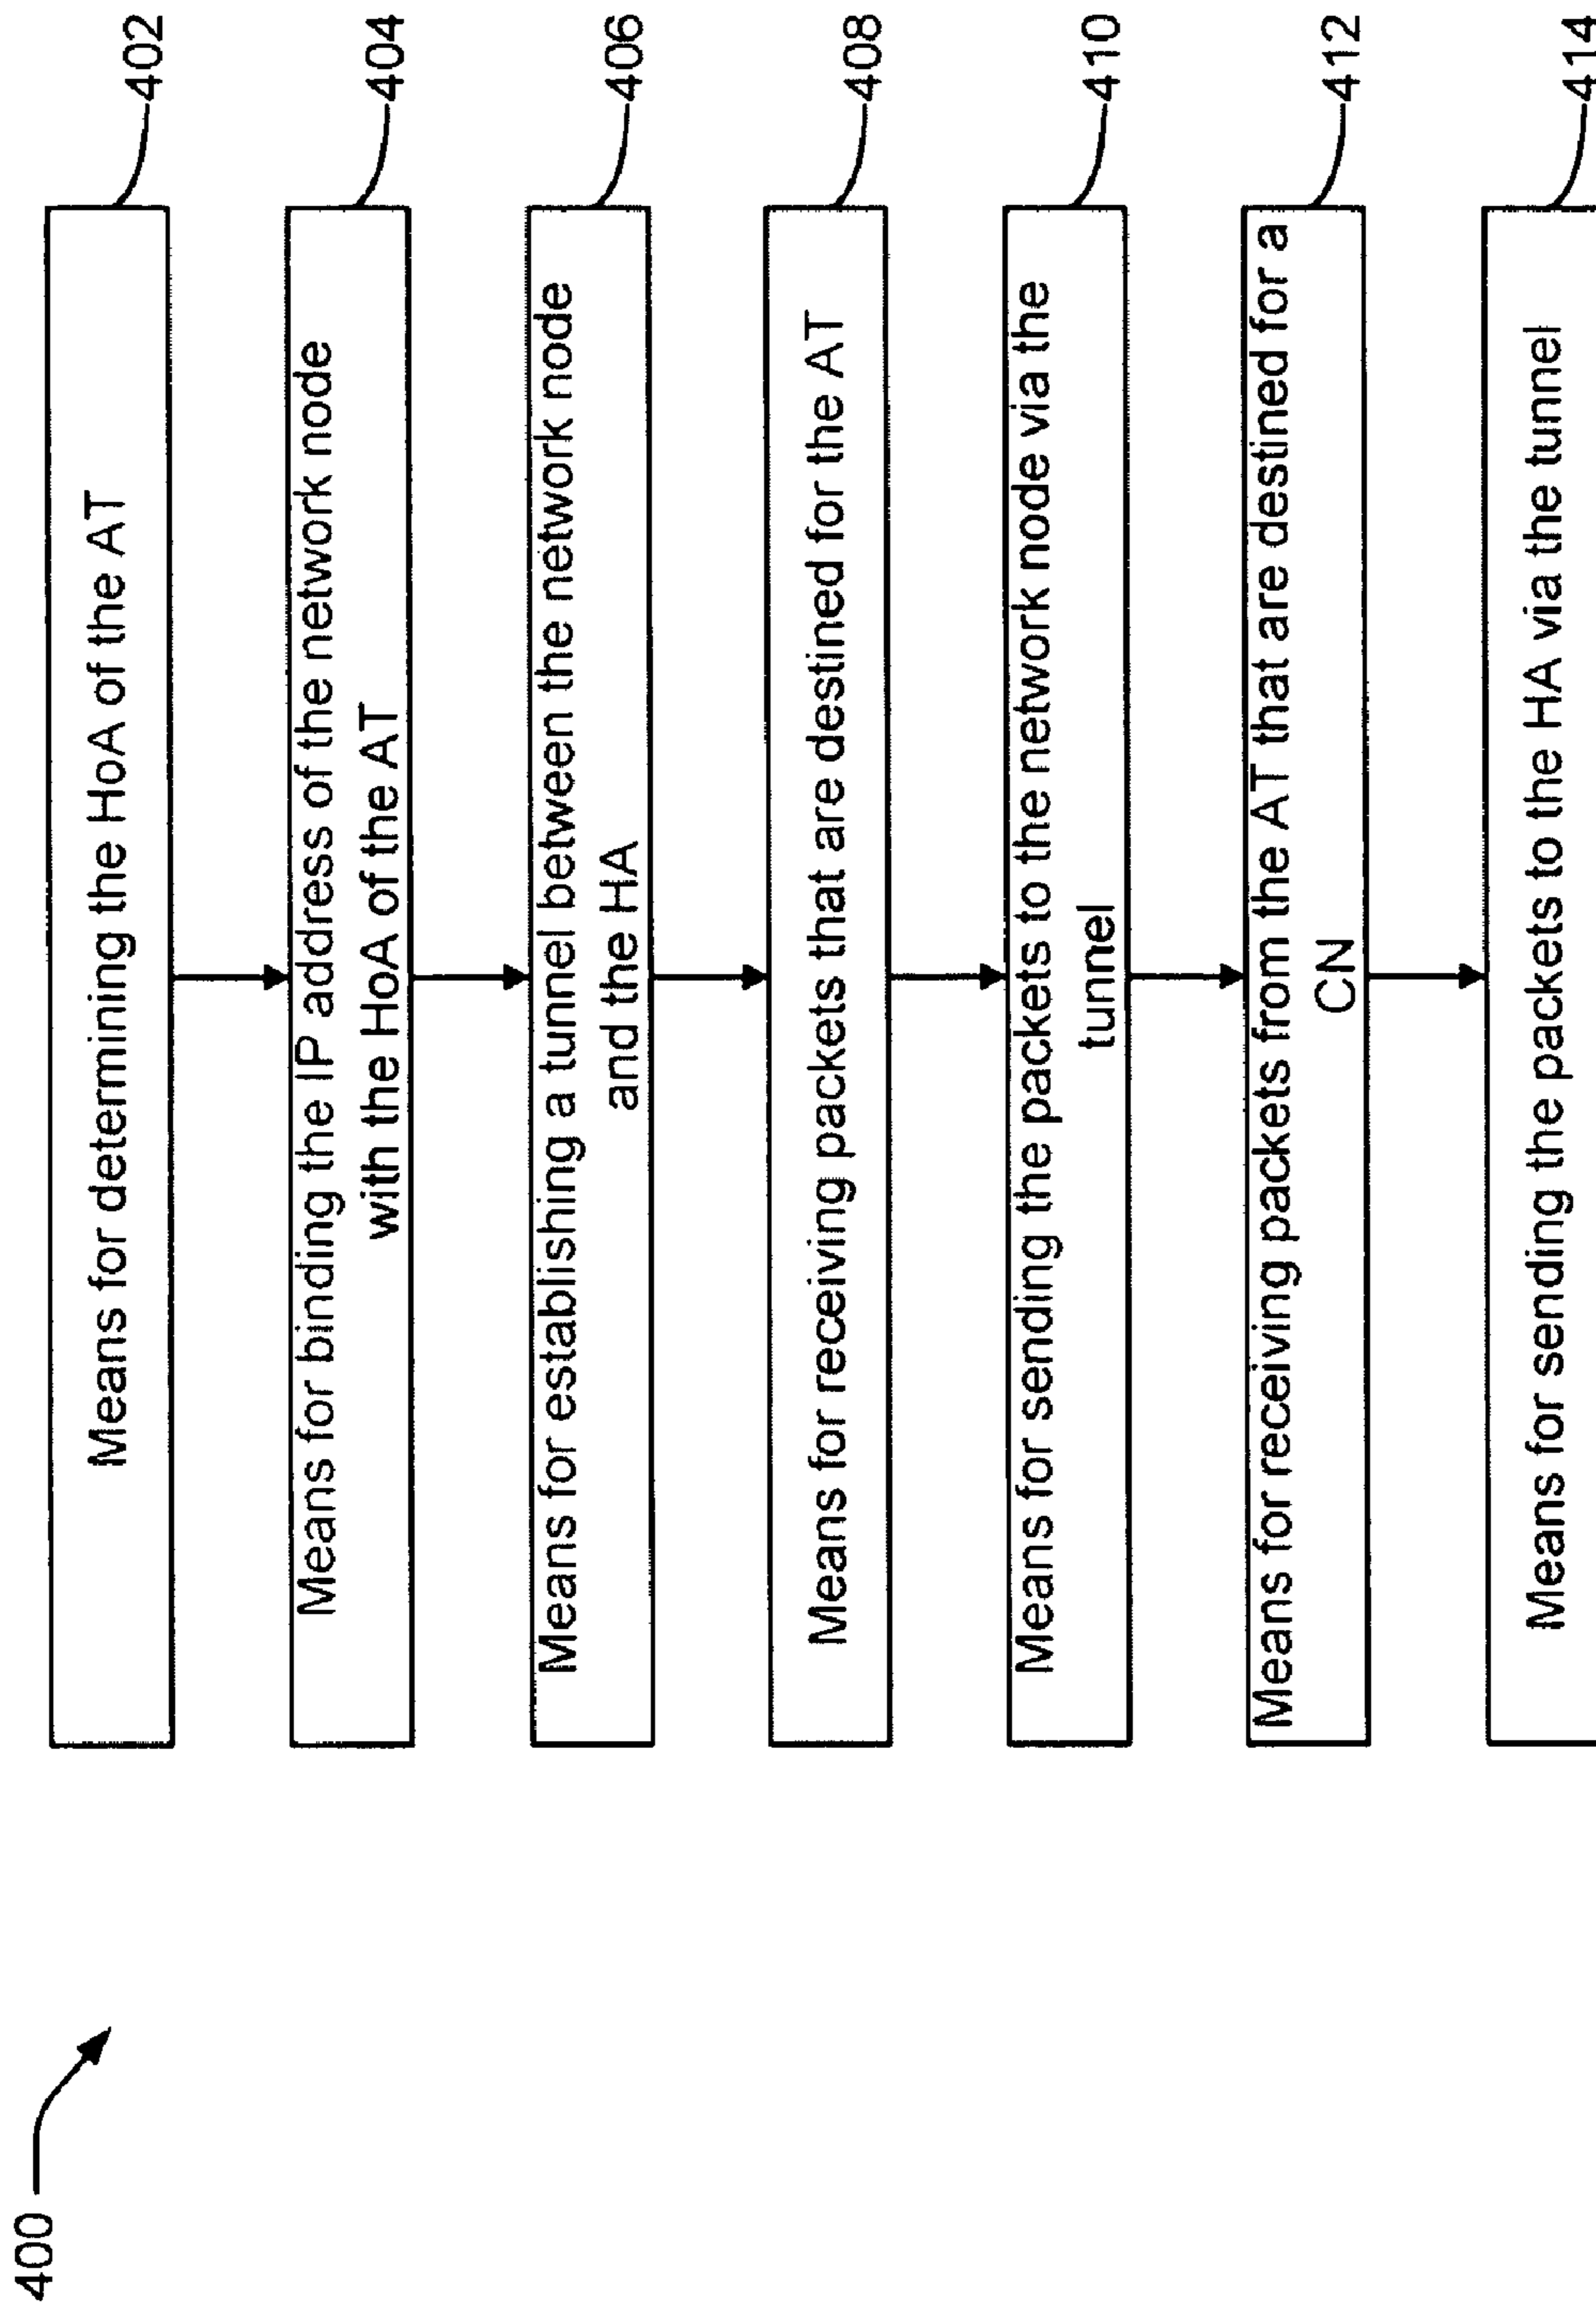 400
Means for determining the HoA of the AT
402
Means for binding the IP address of the network node
with the HoA of the AT
404
Means for establishing a tunnel between the network node
and the HA
406
Means for receiving packets that are destined for the AT
408
Means for sending the packets to the network node via the
tunnel
410
Means for receiving packets from the AT that are destined for a
CN
412
Means for sending the packets to the HA via the tunnel
414